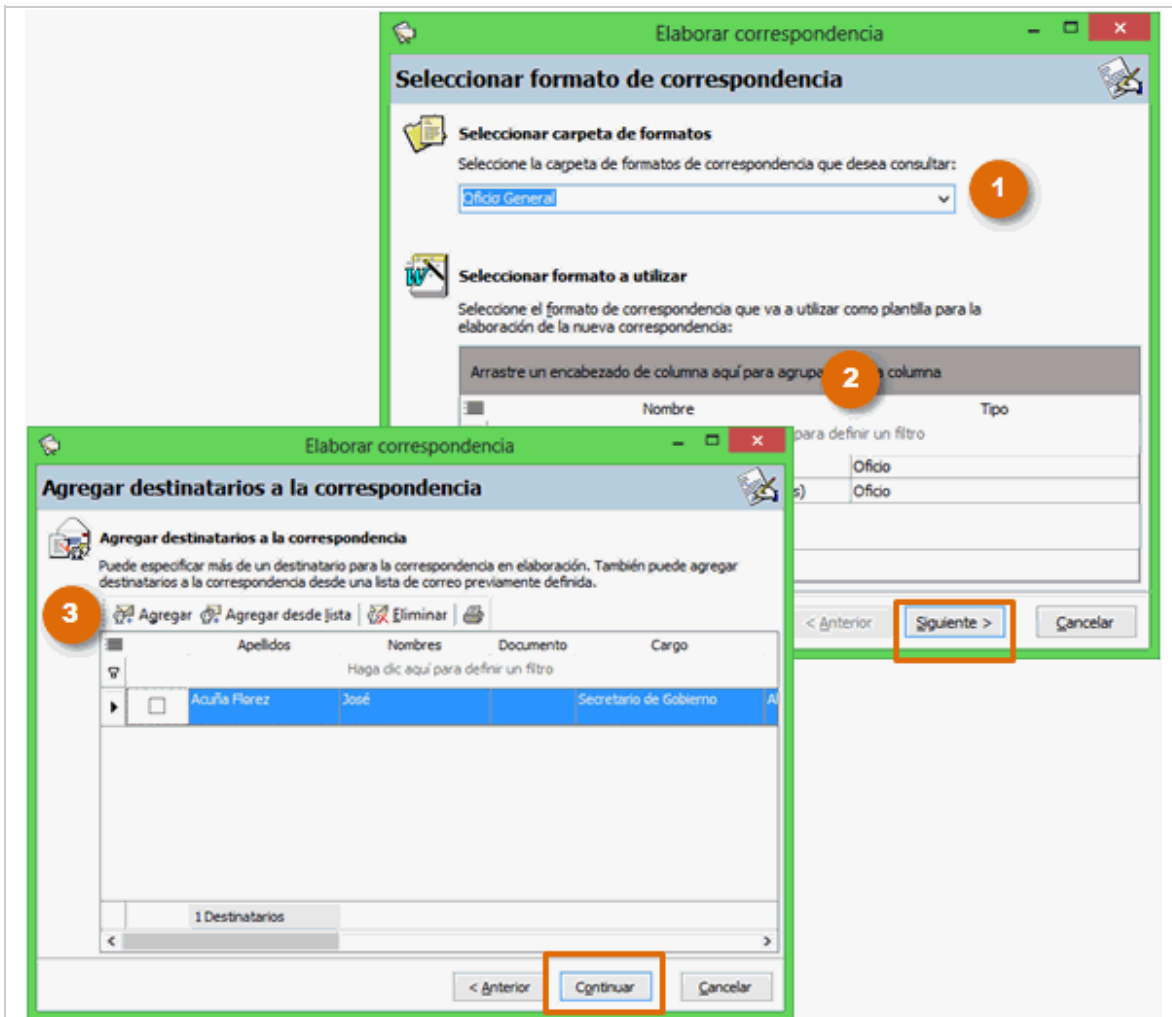 Elaborar correspondencia
Seleccionar formato de correspondencia
Seleccionar carpeta de formatos
Seleccione la carpeta de formatos de correspondencia que desea consultar:
1
Oficio General
Seleccionar formato a utilizar
Seleccione el formato de correspondencia que va a utilizar como plantilla para la
elaboración de la nueva correspondencia:
Arrastre un encabezado de columna aquí para agrupa 2 columna
Nombre Tipo
para definir un filtro
Oficio
s) Oficio
< Anterior Siguiente > Cancelar
Elaborar correspondencia
Agregar destinatarios a la correspondencia
Agregar destinatarios a la correspondencia
Puede especificar más de un destinatario para la correspondencia en elaboración. También puede agregar
destinatarios a la correspondencia desde una lista de correo previamente definida.
3 Agregar Agregar desde lista Eliminar
Apellidos Nombres Documento Cargo
Haga clic aquí para definir un filtro
Acuña Florez José Secretario de Gobierno Al
1 Destinatarios
< Anterior Continuar Cancelar